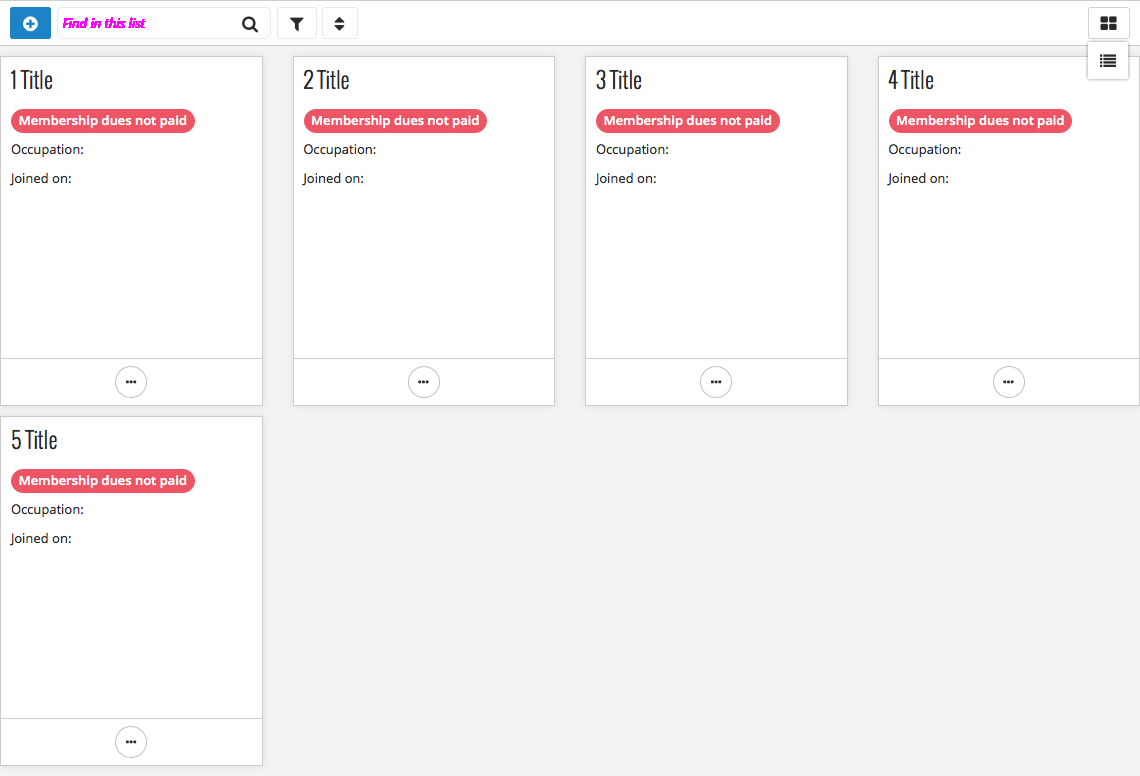 Find in this list
1 Title
Membership dues not paid
Occupation:
Joined on:
2 Title
Membership dues not paid
Occupation:
Joined on:
3 Title
Membership dues not paid
Occupation:
Joined on:
4 Title
Membership dues not paid
Occupation:
Joined on:
5 Title
Membership dues not paid
Occupation:
Joined on: